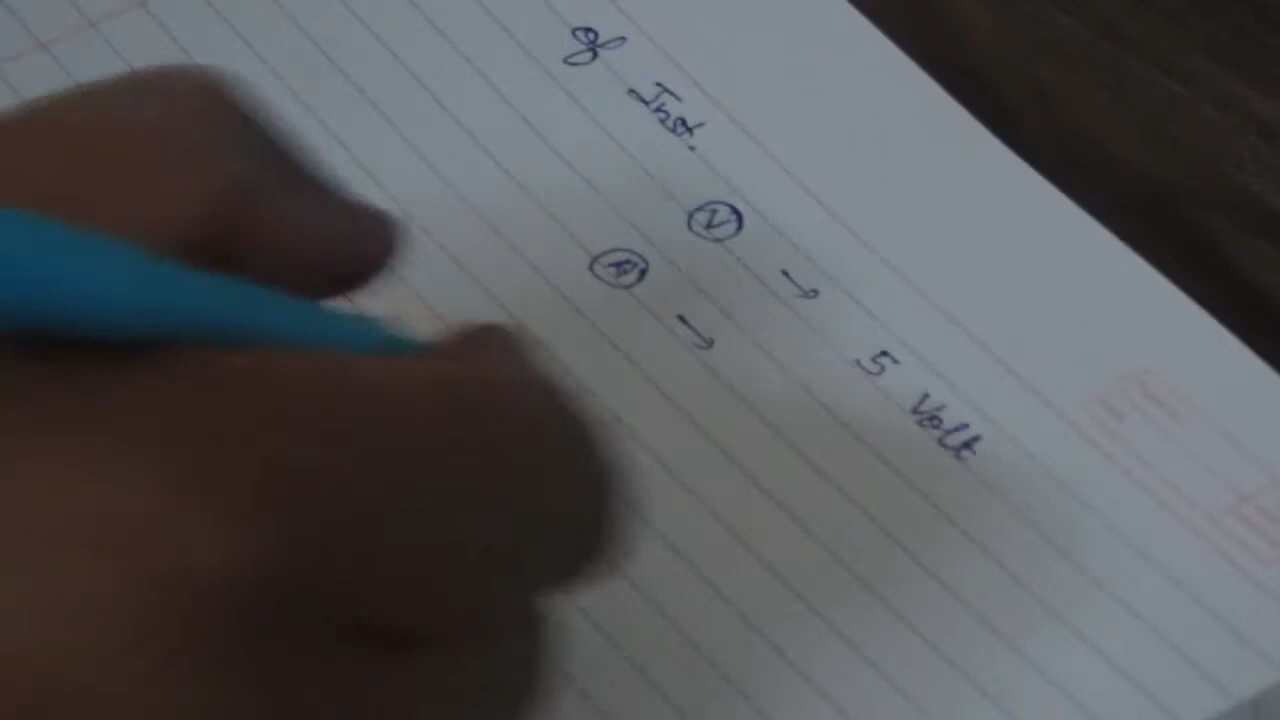 of Inst.
V → 5 Volt
A →